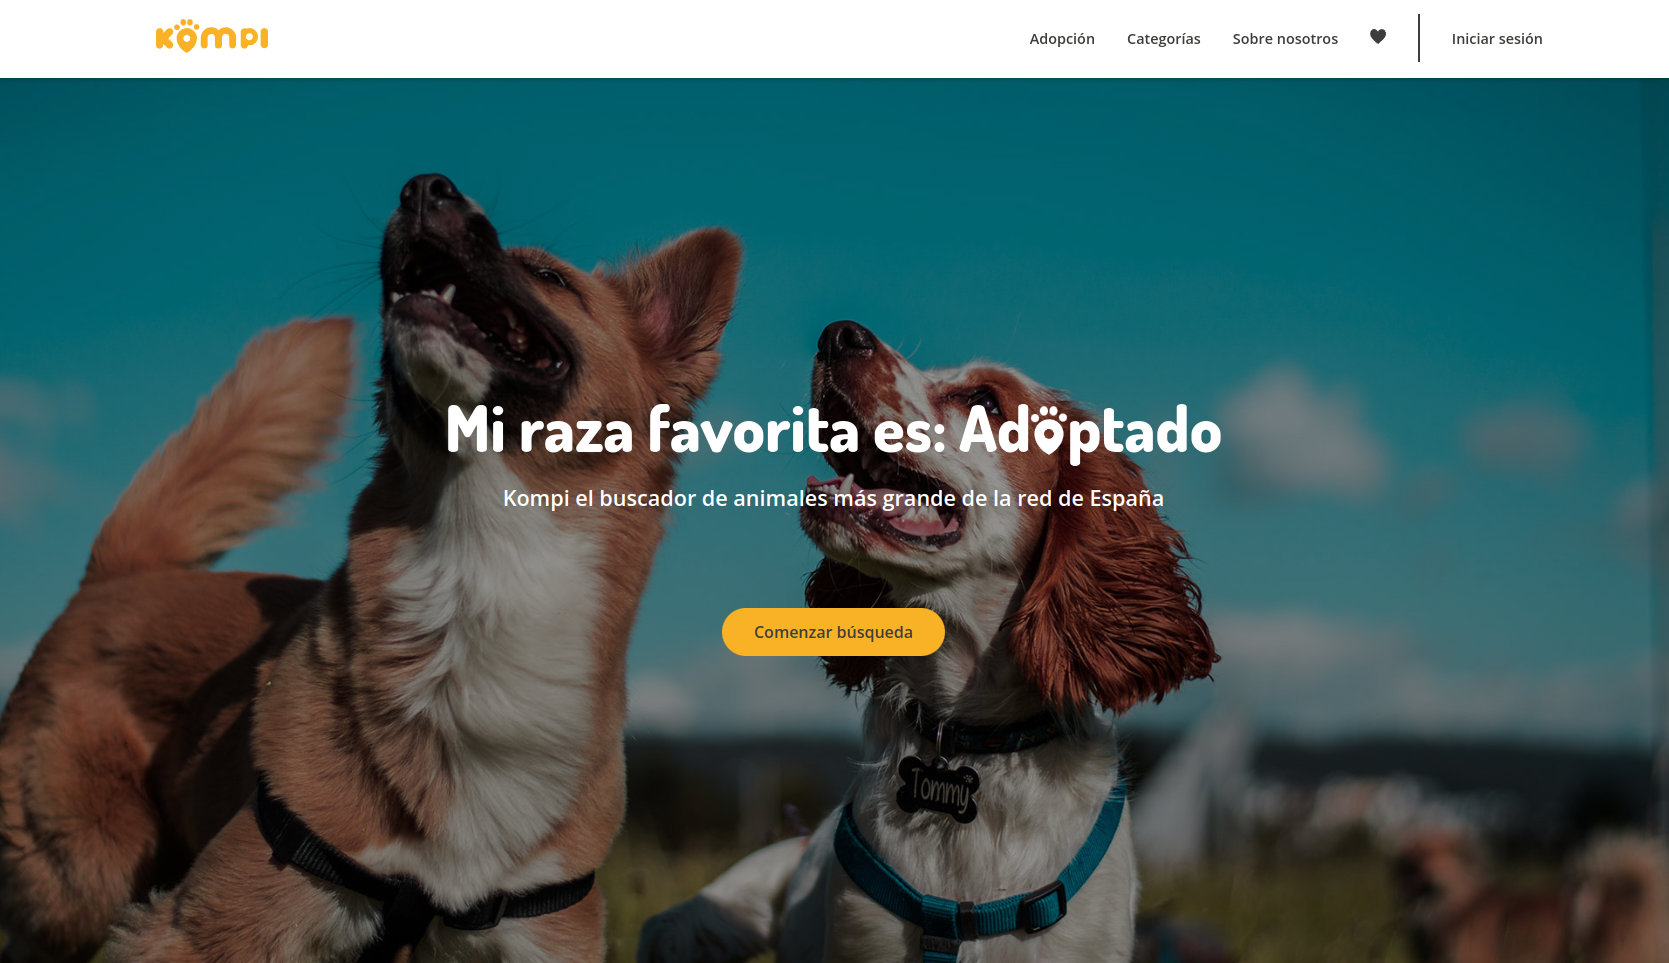 KOMPI
Adopción
Categorías
Sobre nosotros
Iniciar sesión
Mi raza favorita es: Adoptado
Kompi el buscador de animales más grande de la red de España
Comenzar búsqueda
Tommy